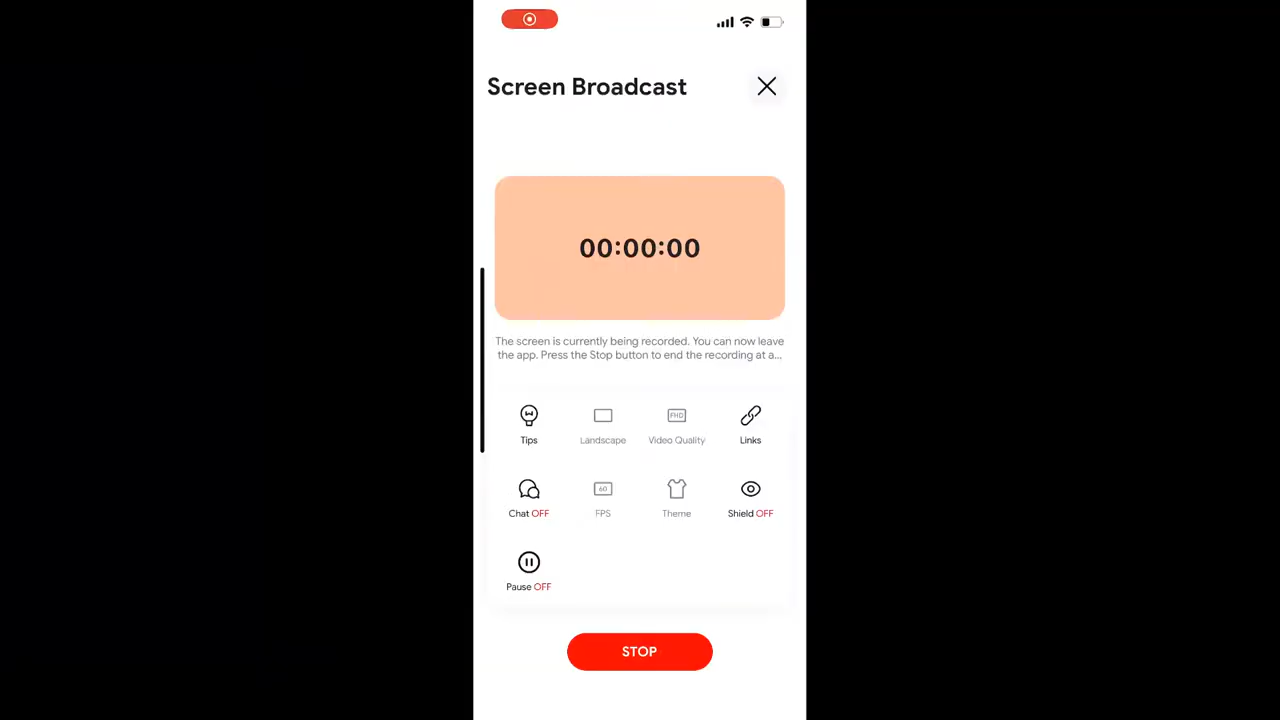 Screen Broadcast
00:00:00
The screen is currently being recorded. You can now leave
the app. Press the Stop button to end the recording at a...
Tips
Landscape
FHD
Video Quality
Links
Chat OFF
60
FPS
Theme
Shield OFF
Pause OFF
STOP